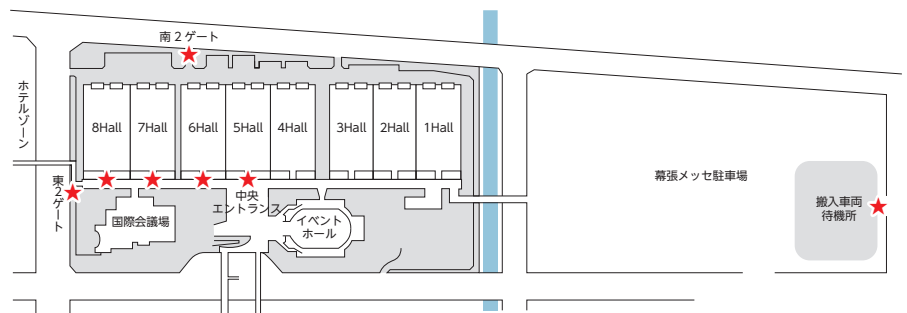 南2ゲート
ホテルゾーン
8Hall
7Hall
6Hall
5Hall
4Hall
3Hall
2Hall
1Hall
東2ゲート
中央
エントランス
国際会議場
イベント
ホール
幕張メッセ駐車場
搬入車両
待機所